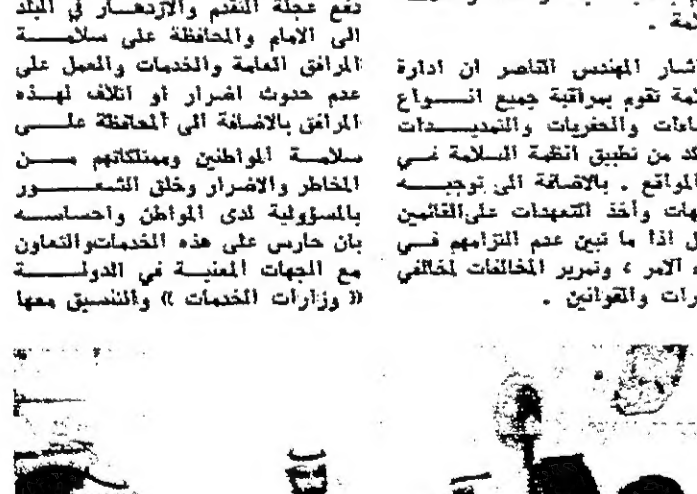 ئمة .
شار المهندس الناصر ان ادارة
ئمة تقوم بمراقبة جميع انواع
اءات والحفريات والتمديدات
كد من تطبيق انظمة السلامة في
المواقع . بالاضافة الى توجيه
هات وأخذ التعهدات على القائمين
ل اذا ما تبين عدم التزامهم في
الامر ، وتمرير المخالفات لمخالفي
رات والقوانين .
دفع عجلة التقدم والازدهار في البلد
الى الامام والمحافظة على سلامة
المرافق العامة والخدمات والعمل على
عدم حدوث اضرار او اتلاف لهذه
المرافق بالاضافة الى المحافظة على
سلامة المواطنين وممتلكاتهم من
المخاطر والاضرار وخلق الشعور
بالمسؤولية لدى المواطن واحساسه
بان حارس على هذه الخدمات والتعاون
مع الجهات المعنية في الدولة
(( وزارات الخدمات )) والتنسيق معها